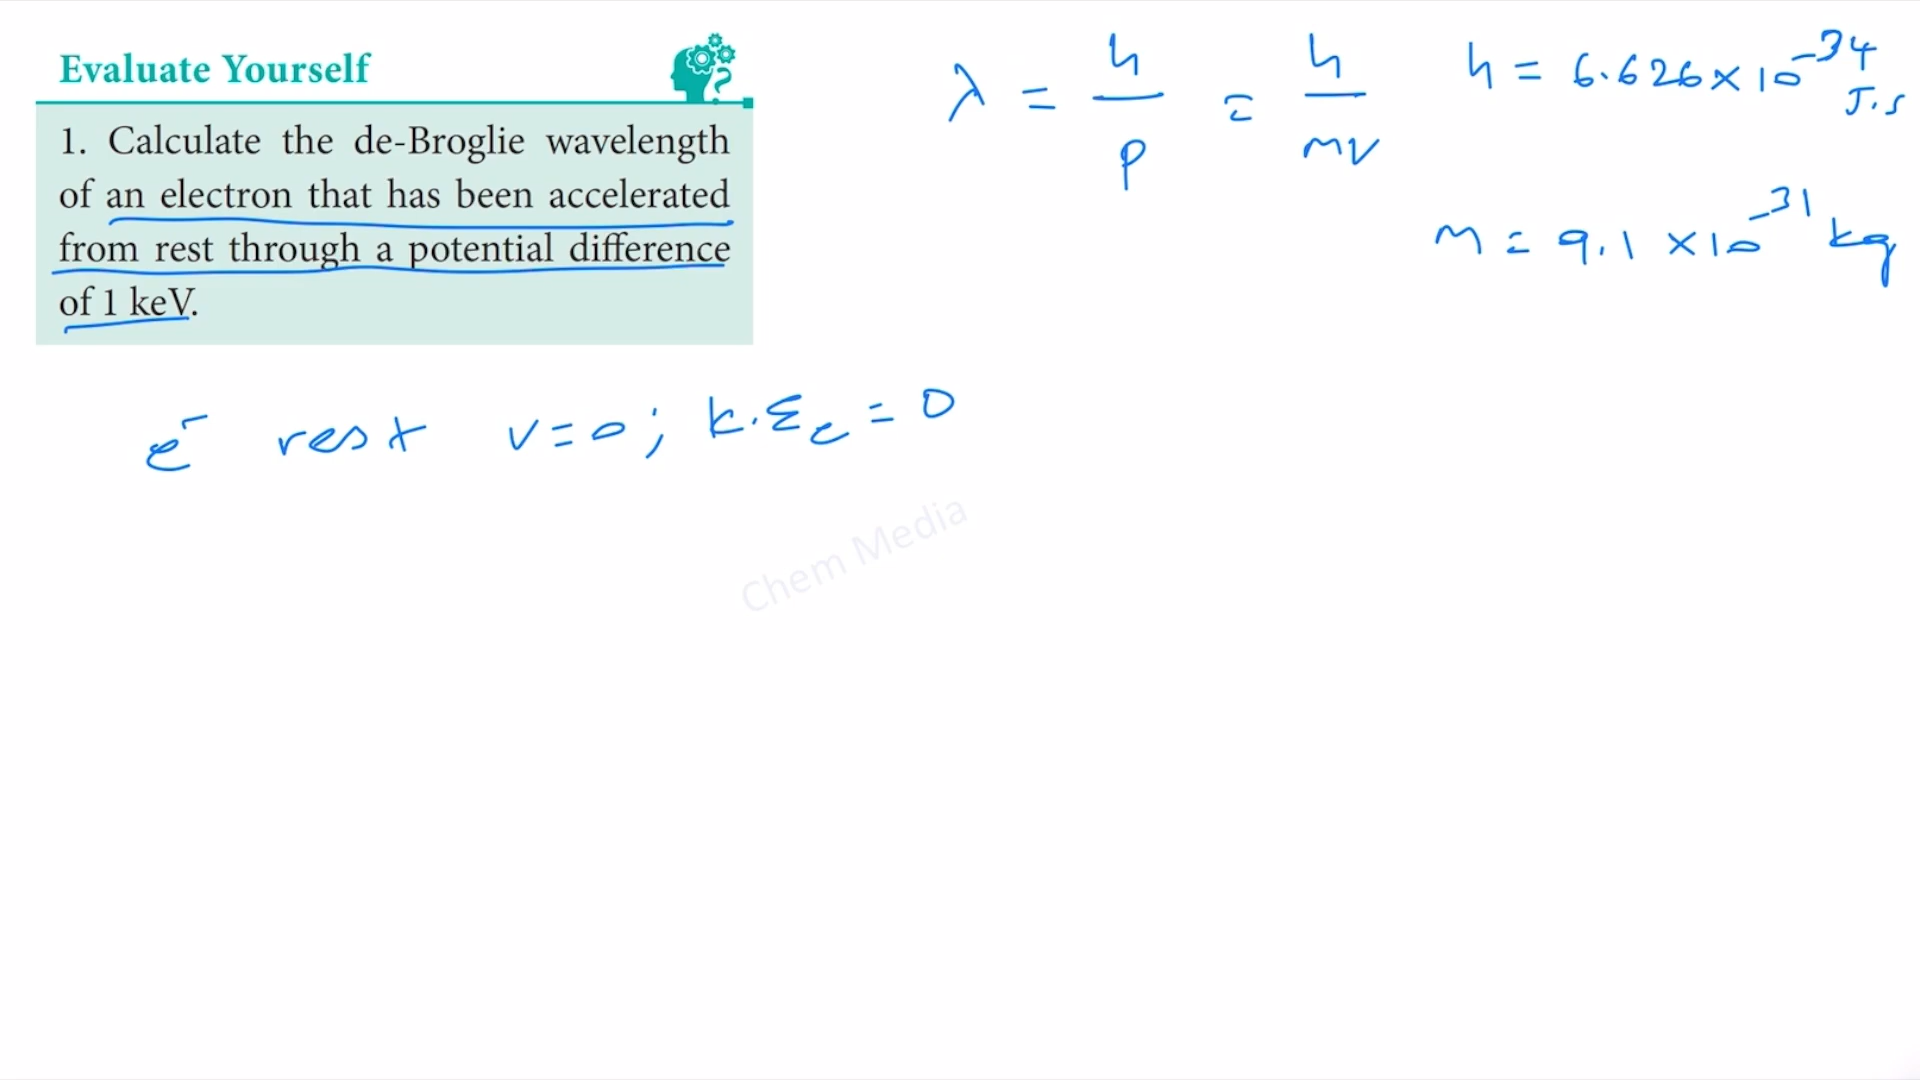 Evaluate Yourself
1. Calculate the de-Broglie wavelength
of an electron that has been accelerated
from rest through a potential difference
of 1 keV.
λ = h/p = h/mv
h = 6.626 × 10⁻³⁴ J.s
m = 9.1 × 10⁻³¹ kg
e⁻ rest v=0; k.Ee = 0
Chem Media